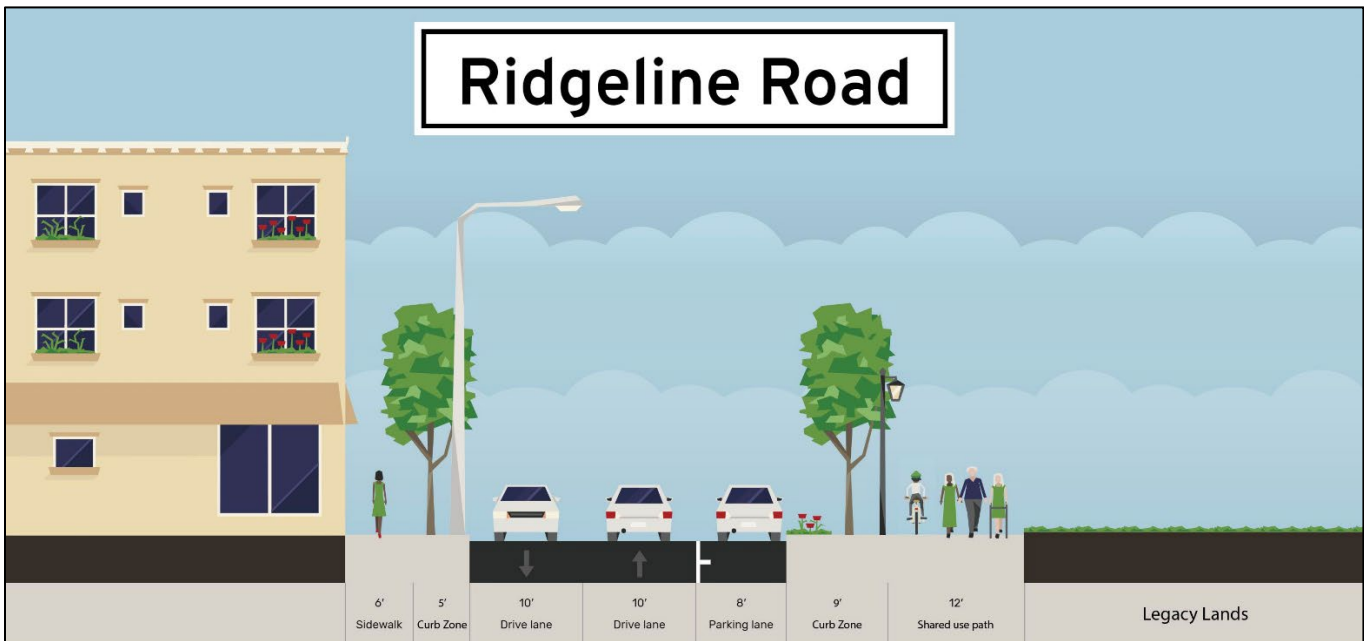 Ridgeline Road
6' 5' 10' 10' 8' 9' 12'
Sidewalk Curb Zone Drive lane Drive lane Parking lane Curb Zone Shared use path
Legacy Lands